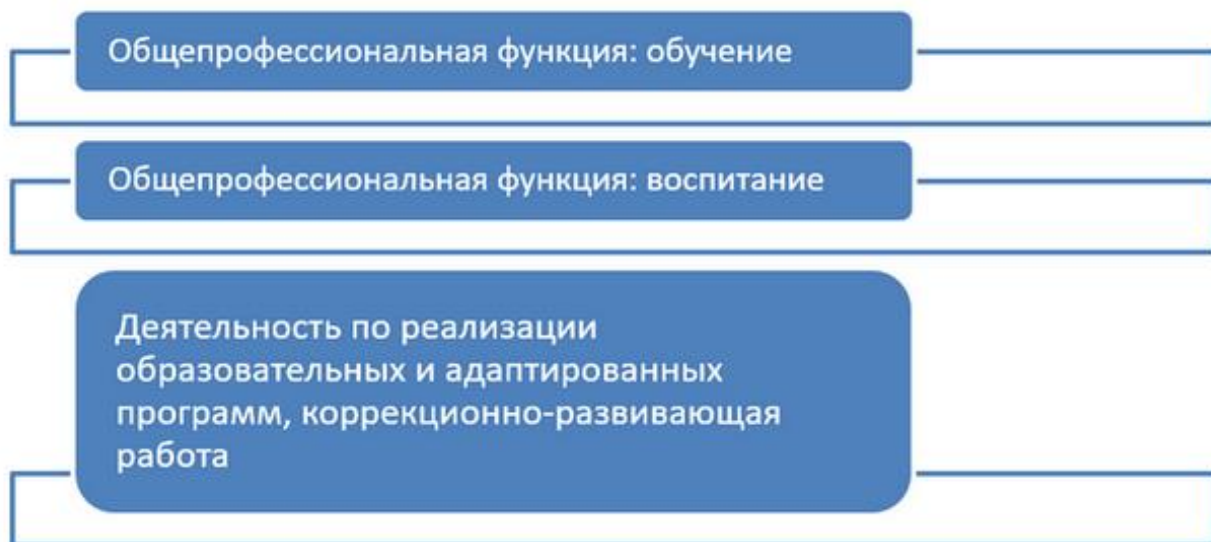 Общепрофессиональная функция: обучение
Общепрофессиональная функция: воспитание
Деятельность по реализации
образовательных и адаптированных
программ, коррекционно-развивающая
работа